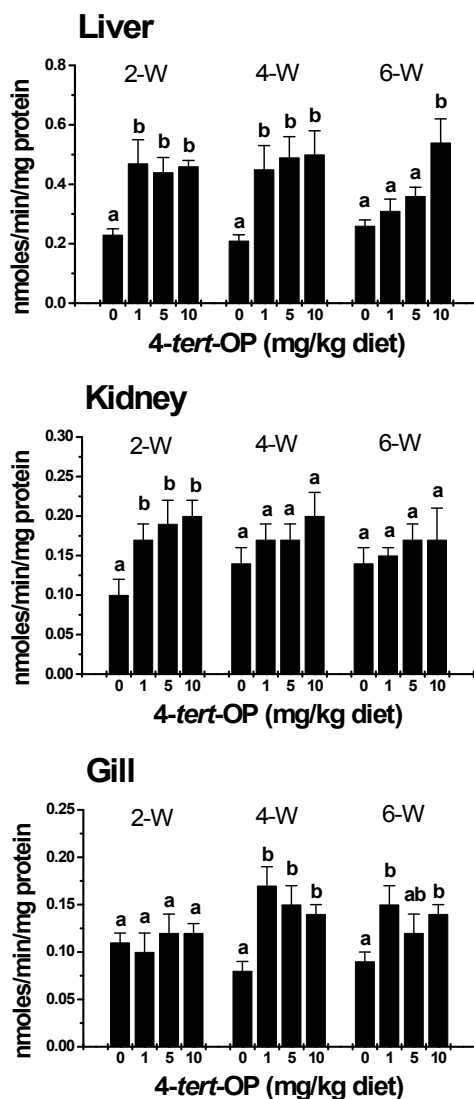 Liver
2-W 4-W 6-W
nmoles/min/mg protein
0.8
0.6
0.4
0.2
0.0
a b b b a b b b a a a b
0 1 5 10 0 1 5 10 0 1 5 10
4-tert-OP (mg/kg diet)
Kidney
2-W 4-W 6-W
nmoles/min/mg protein
0.30
0.25
0.20
0.15
0.10
0.05
0.00
a b b b a a a a a a a a
0 1 5 10 0 1 5 10 0 1 5 10
4-tert-OP (mg/kg diet)
Gill
2-W 4-W 6-W
nmoles/min/mg protein
0.25
0.20
0.15
0.10
0.05
0.00
a a a a a b b b a b ab b
0 1 5 10 0 1 5 10 0 1 5 10
4-tert-OP (mg/kg diet)